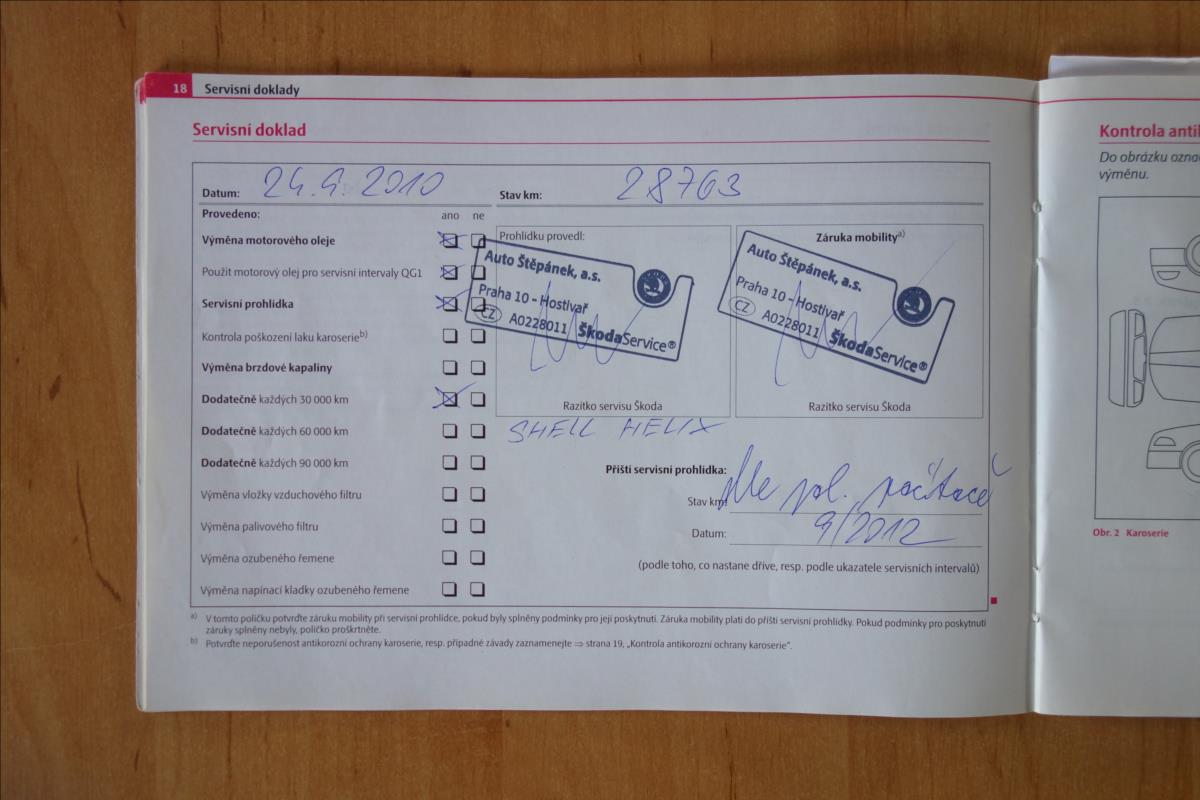 18 Servisní doklady
Servisní doklad
Datum: 24.9.2010 Stav km: 28763
Provedeno: ano ne
Výměna motorového oleje
Použit motorový olej pro servisní intervaly QG1
Servisní prohlídka
Kontrola poškození laku karoserie b)
Výměna brzdové kapaliny
Dodatečně každých 30 000 km
Dodatečně každých 60 000 km
Dodatečně každých 90 000 km
Výměna vložky vzduchového filtru
Výměna palivového filtru
Výměna ozubeného řemene
Výměna napínací kladky ozubeného řemene
Prohlídku provedl:
Auto Štěpánek, a.s.
Praha 10 - Hostivař
CZ A0228011 ŠkodaService®
Razítko servisu Škoda
Záruka mobility a)
Auto Štěpánek, a.s.
Praha 10 - Hostivař
CZ A0228011 ŠkodaService®
Razítko servisu Škoda
SHELL HELIX
Příští servisní prohlídka:
Stav km: dle pal. počítače
Datum: 9/2012
(podle toho, co nastane dříve, resp. podle ukazatele servisních intervalů)
a) V tomto políčku potvrďte záruku mobility při servisní prohlídce, pokud byly splněny podmínky pro její poskytnutí. Záruka mobility platí do příští servisní prohlídky. Pokud podmínky pro poskytnutí
záruky splněny nebyly, políčko proškrtněte.
b) Potvrďte neporušenost antikorozní ochrany karoserie, resp. případné závady zaznamenejte ⇒ strana 19, „Kontrola antikorozní ochrany karoserie“.
Kontrola anti
Do obrázku ozna
výměnu.
Obr. 2 Karoserie